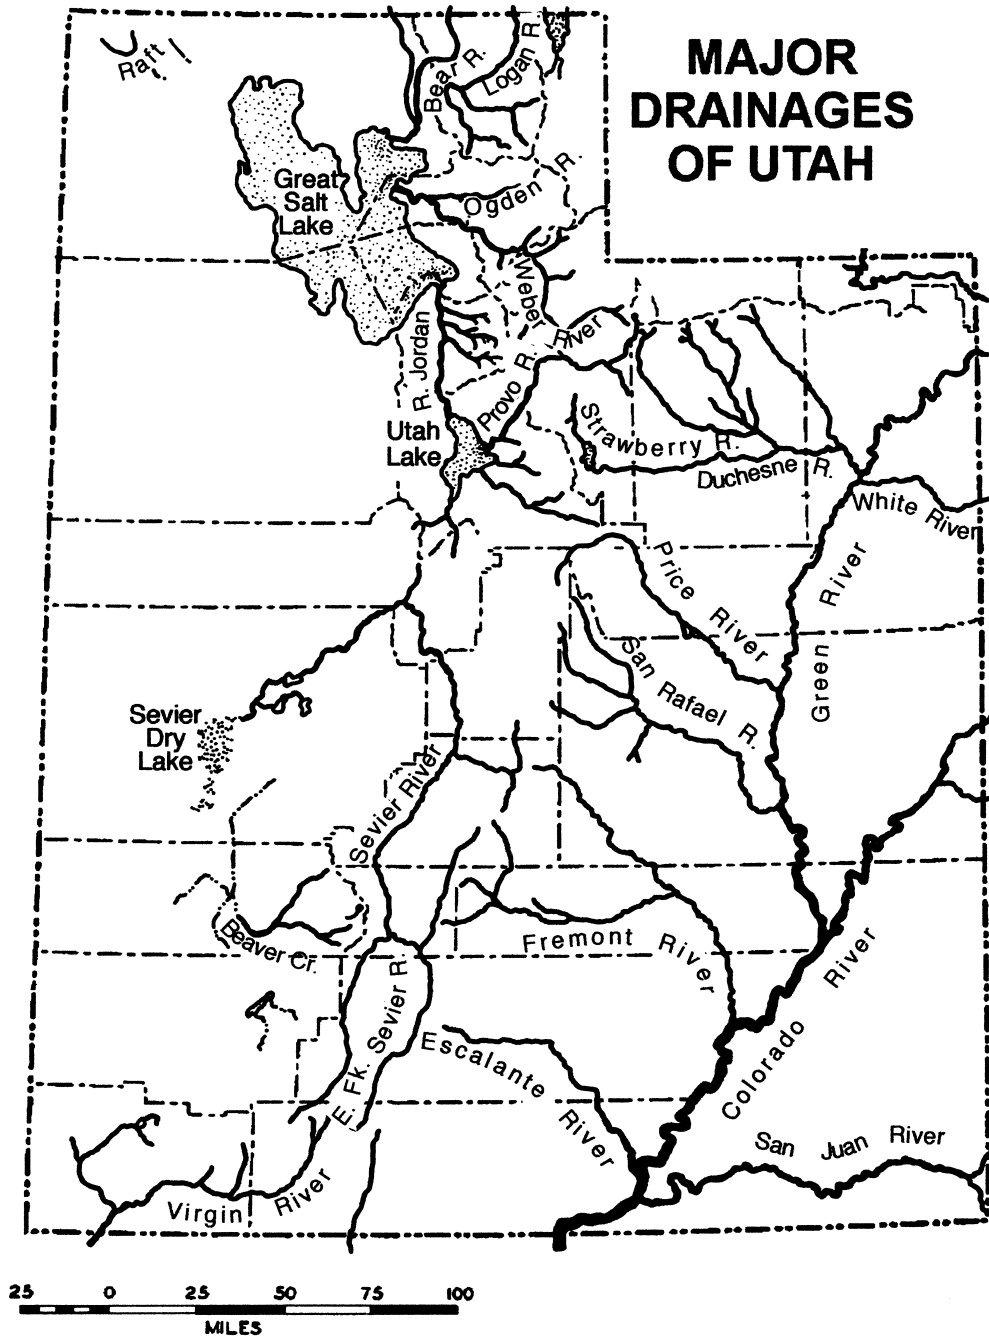 MAJOR
DRAINAGES
OF UTAH
Raft
Bear R.
Logan R.
Great
Salt
Lake
Ogden R.
Weber River
R. Jordan
Provo R.
Utah
Lake
Strawberry R.
Duchesne R.
White River
Price River
Green River
San Rafael R.
Sevier
Dry
Lake
Sevier River
Beaver Cr.
Fremont River
E. Fk. Sevier R.
Escalante River
Colorado River
San Juan River
Virgin River
25 0 25 50 75 100
MILES